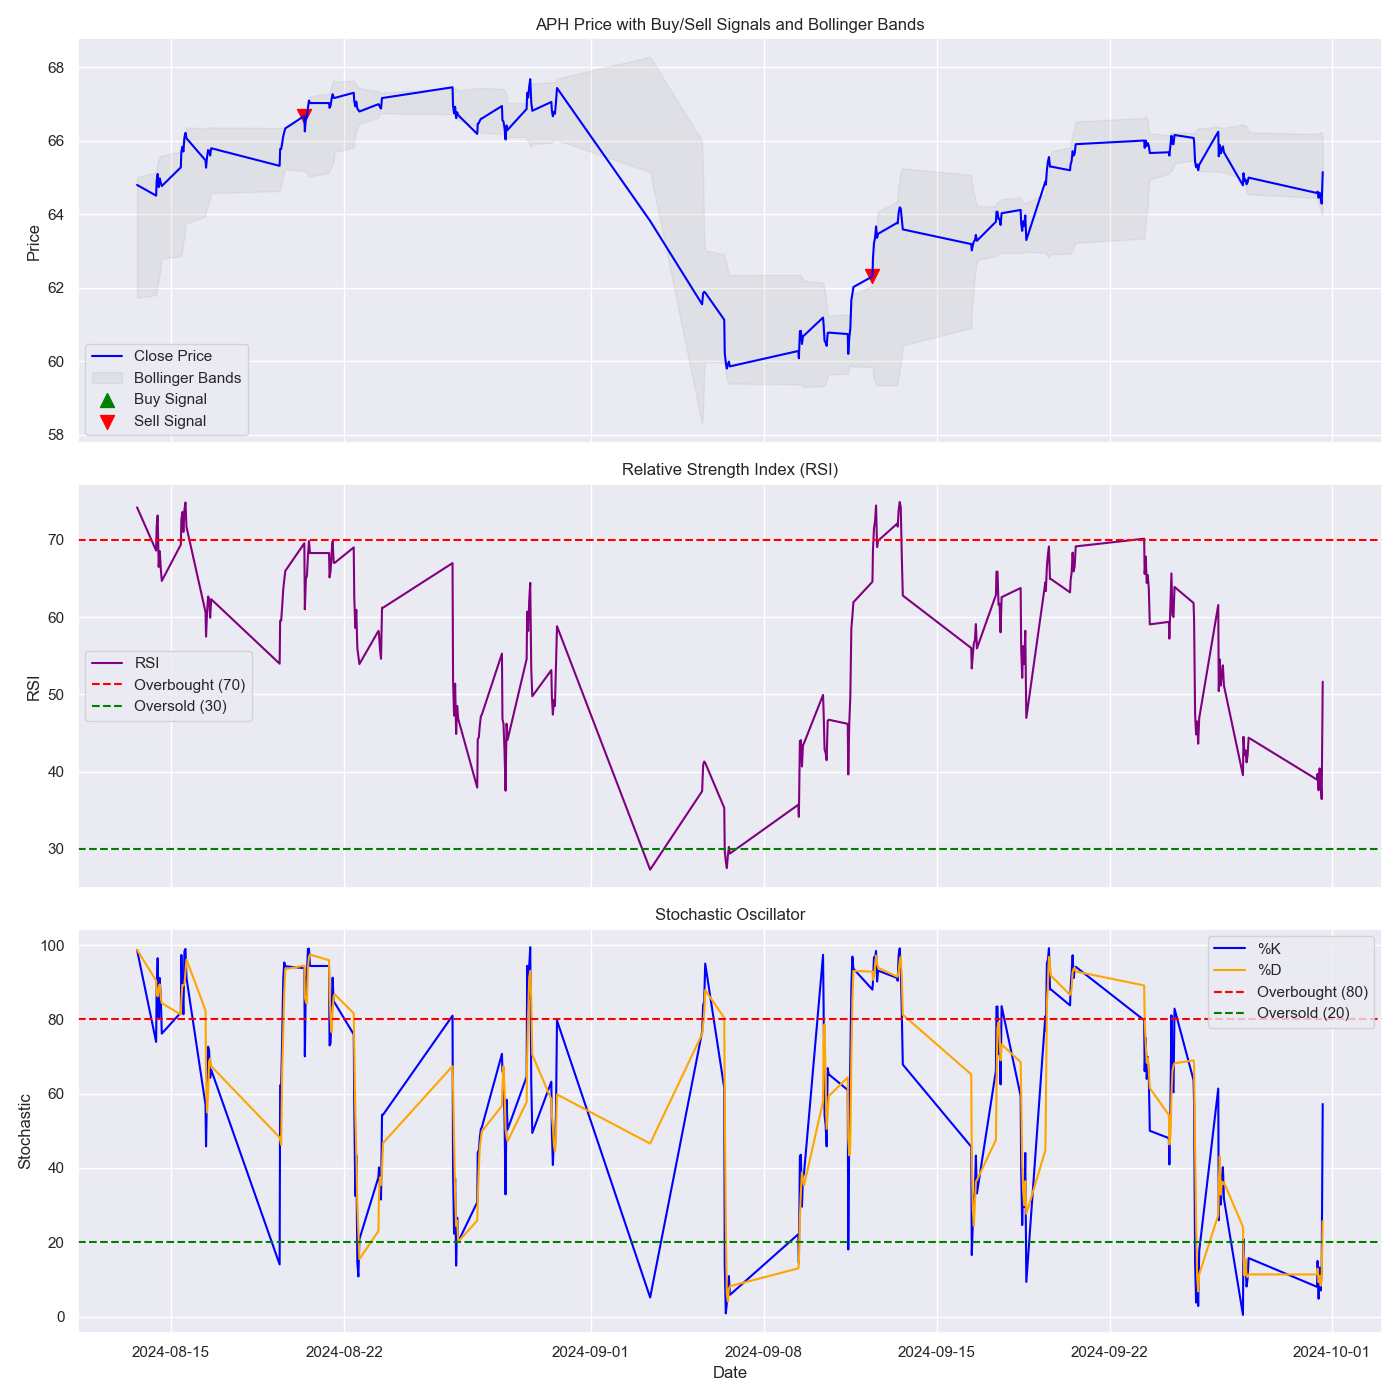 APH Price with Buy/Sell Signals and Bollinger Bands
68
66
64
62
60
58
Price
Close Price
Bollinger Bands
Buy Signal
Sell Signal
Relative Strength Index (RSI)
70
60
50
40
30
RSI
RSI
Overbought (70)
Oversold (30)
Stochastic Oscillator
100
80
60
40
20
0
Stochastic
%K
%D
Overbought (80)
Oversold (20)
2024-08-15
2024-08-22
2024-09-01
2024-09-08
2024-09-15
2024-09-22
2024-10-01
Date